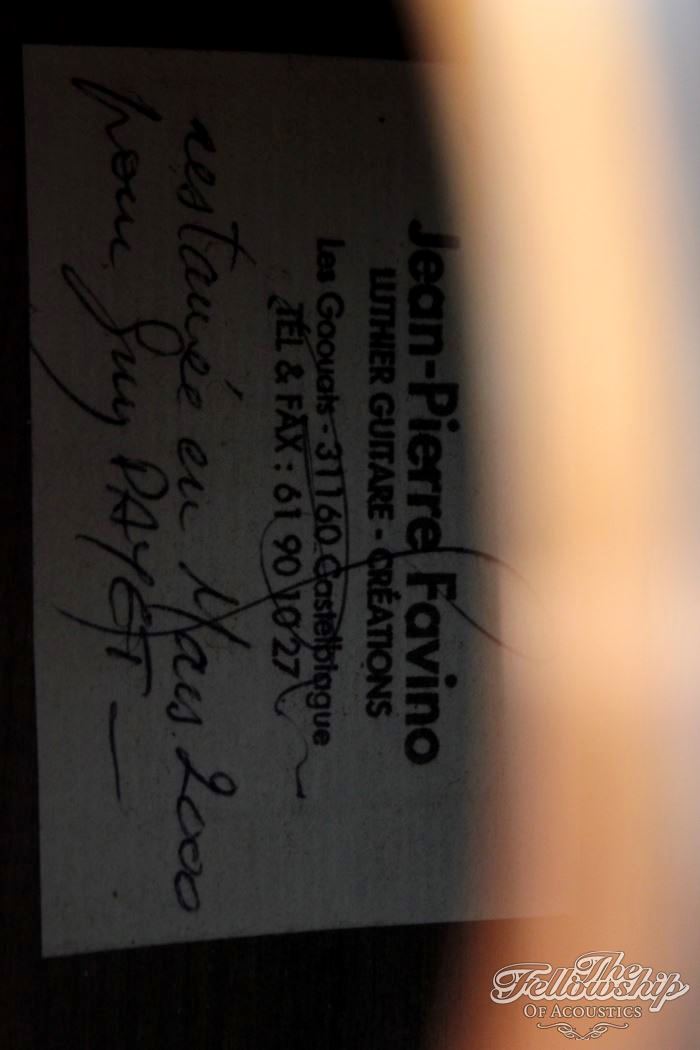 Jean-Pierre Favino
LUTHIER GUITARE - CRÉATIONS
Les Goouats - 31160 Castelbiague
TÉL & FAX : 61 90 10 27
restaurée en Mars 2000
pour Guy PAYET -
The
Fellowship
OF ACOUSTICS